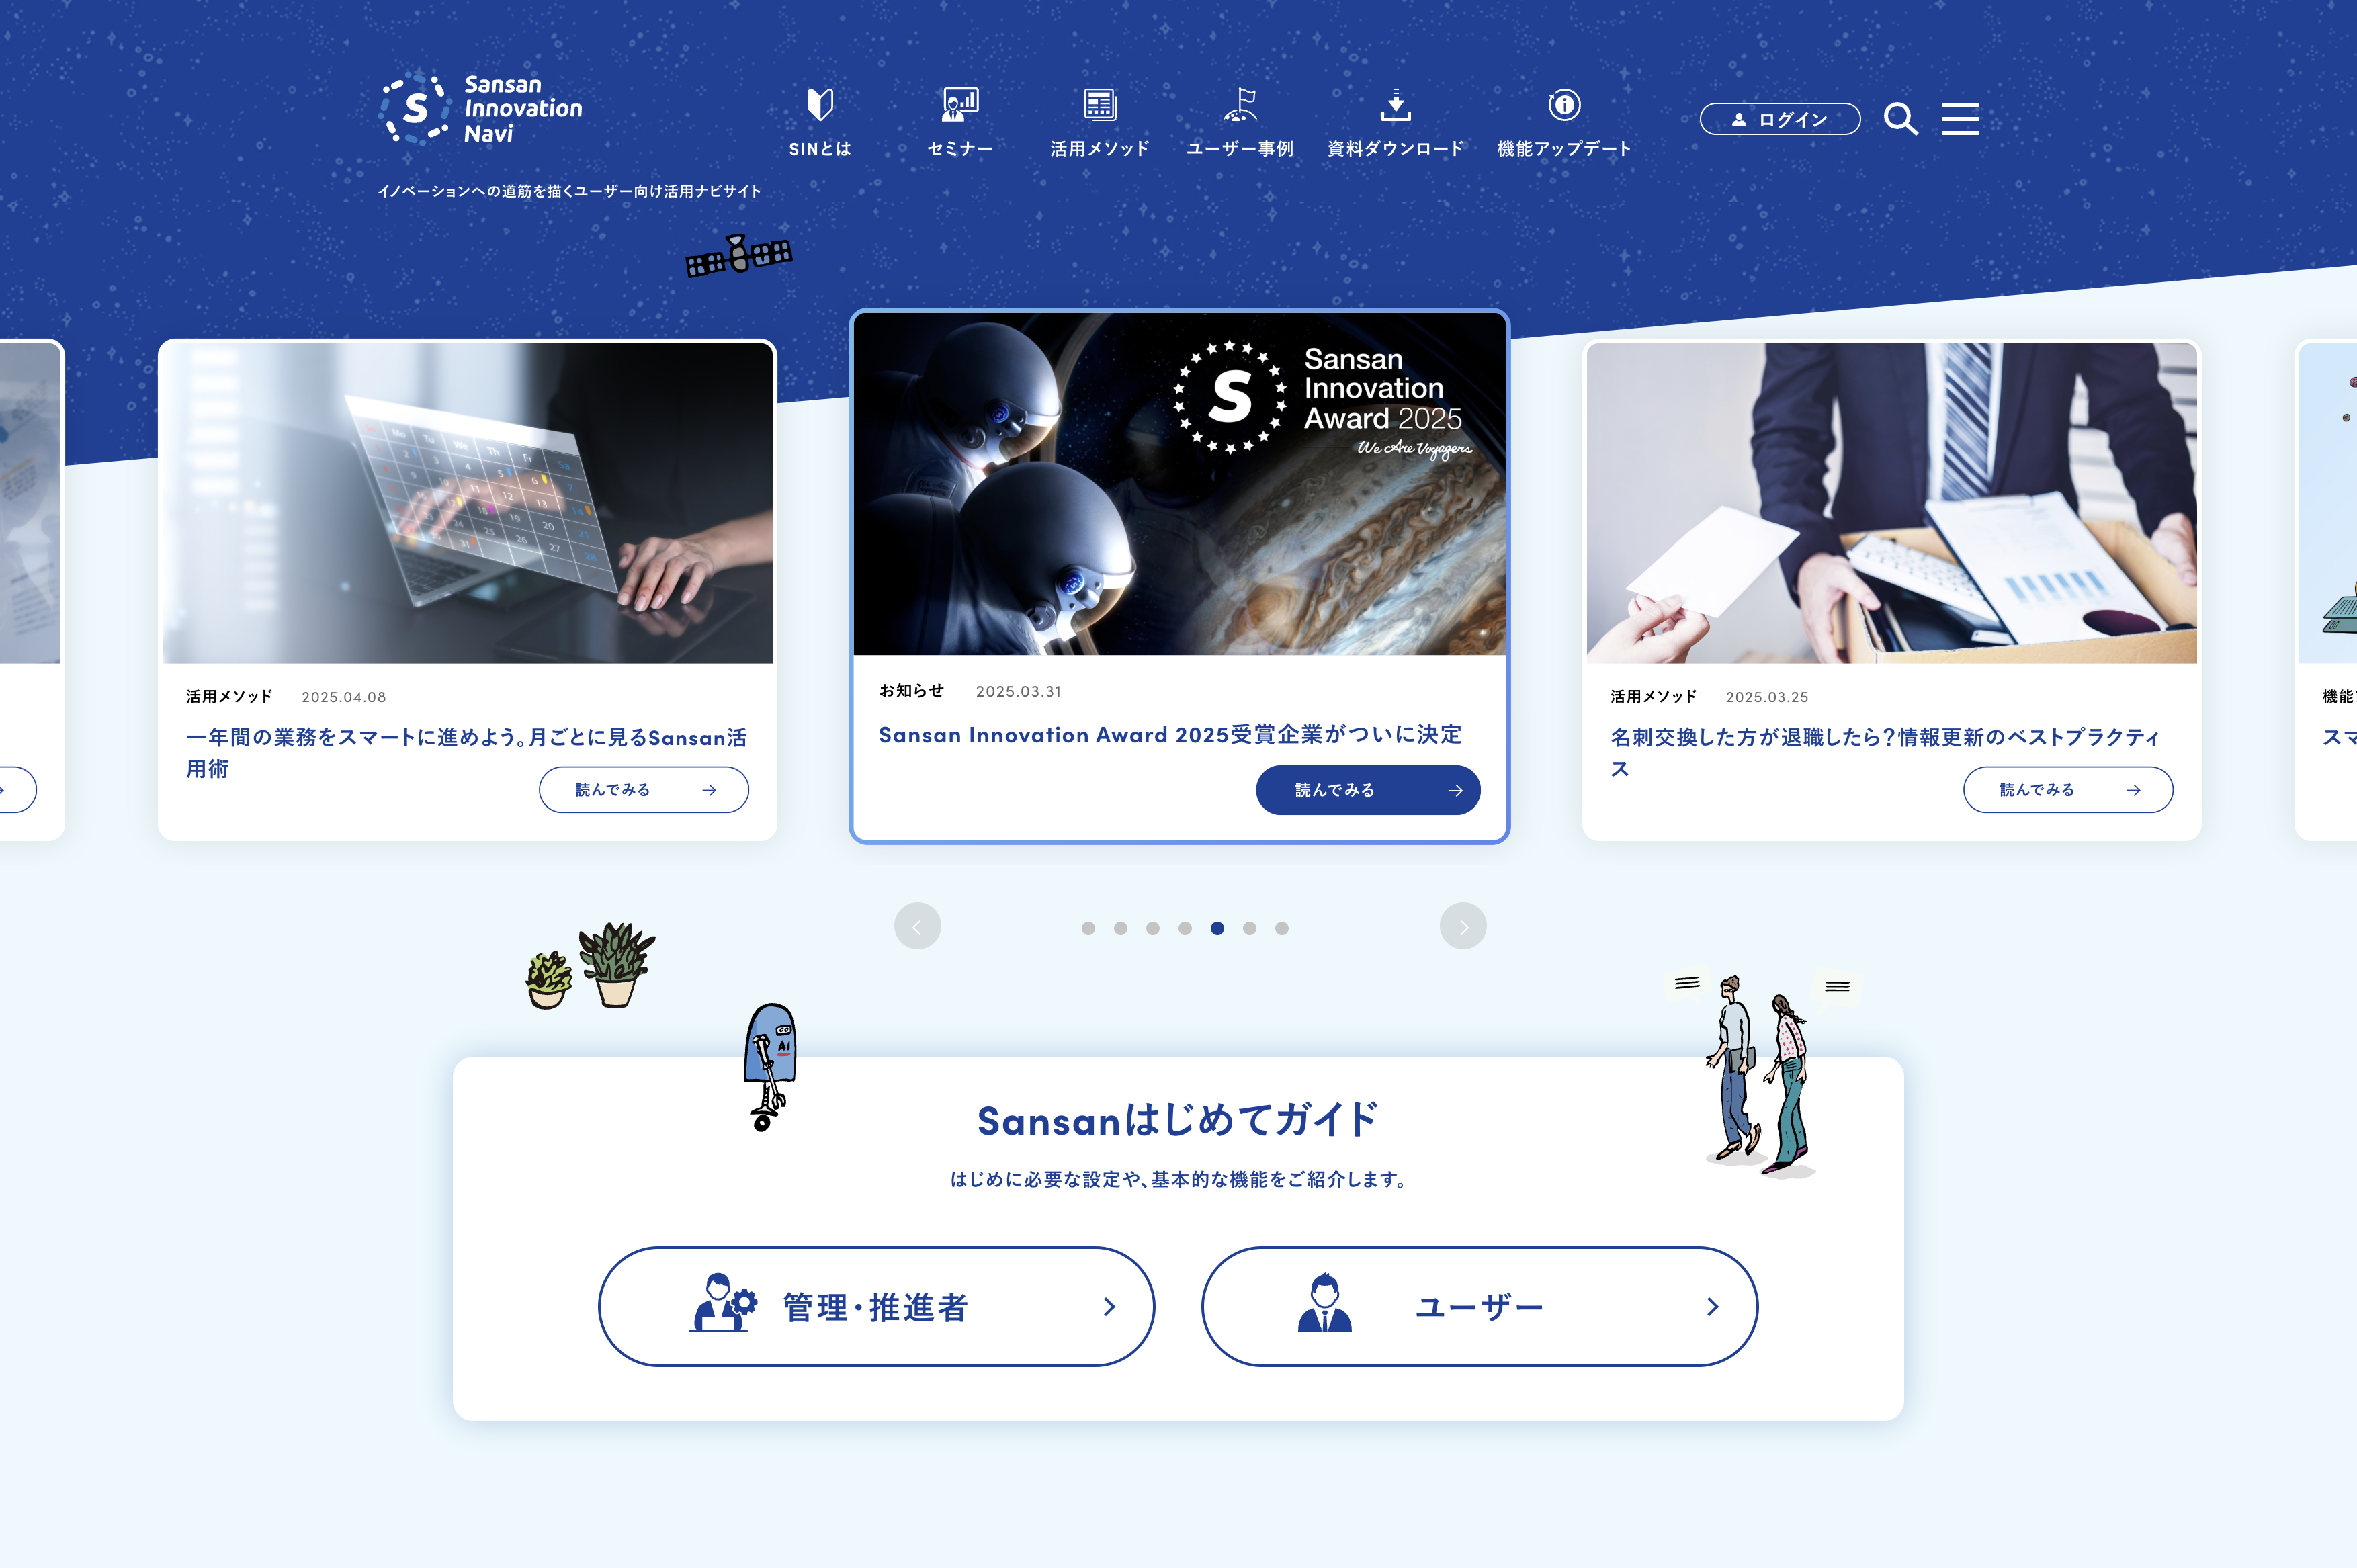 Sansan
Innovation
Navi
イノベーションへの道筋を描くユーザー向け活用ナビサイト
SINとは
セミナー
活用メソッド
ユーザー事例
資料ダウンロード
機能アップデート
ログイン
Mo Tu We Th Fr Sa
Sansan
Innovation
Award 2025
We Are Voyagers
活用メソッド 2025.04.08
一年間の業務をスマートに進めよう。月ごとに見るSansan活
用術
読んでみる
お知らせ 2025.03.31
Sansan Innovation Award 2025受賞企業がついに決定
読んでみる
活用メソッド 2025.03.25
名刺交換した方が退職したら？情報更新のベストプラクティ
ス
読んでみる
機能
スマ
AI
Sansanはじめてガイド
はじめに必要な設定や、基本的な機能をご紹介します。
管理・推進者
ユーザー